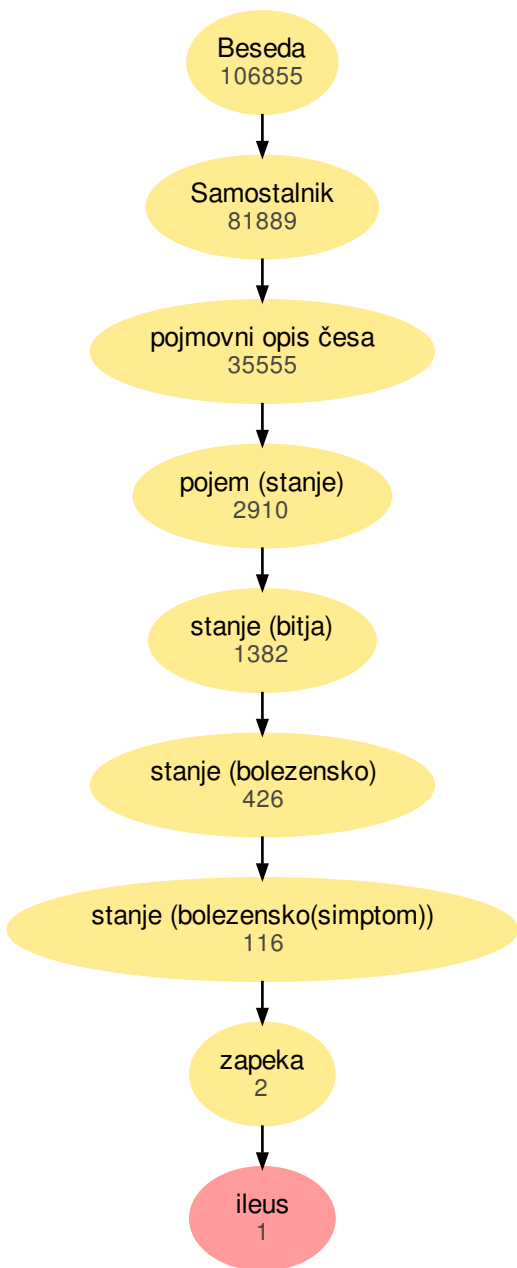 Beseda
106855
Samostalnik
81889
pojmovni opis česa
35555
pojem (stanje)
2910
stanje (bitja)
1382
stanje (bolezensko)
426
stanje (bolezensko(simptom))
116
zapeka
2
ileus
1